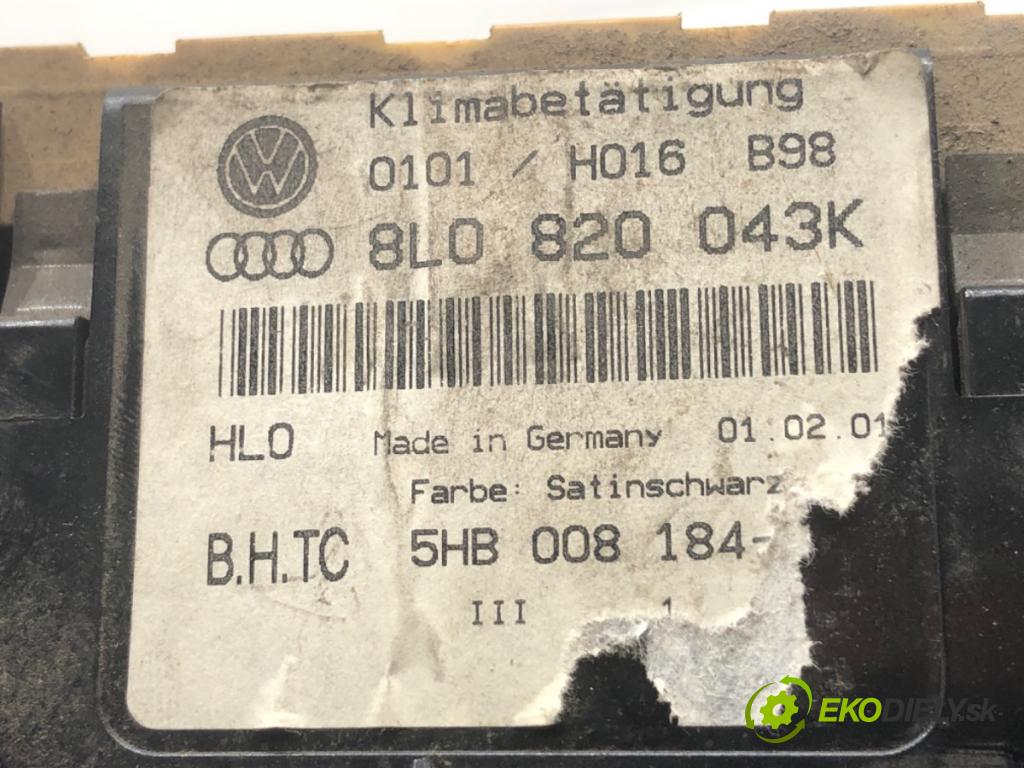 Klimabetätigung
0101 / H016 B98
8L0 820 043K
HLO Made in Germany 01.02.01
Farbe: Satinschwarz
B.H.TC 5HB 008 184-
III 1
EKODIELY.sk